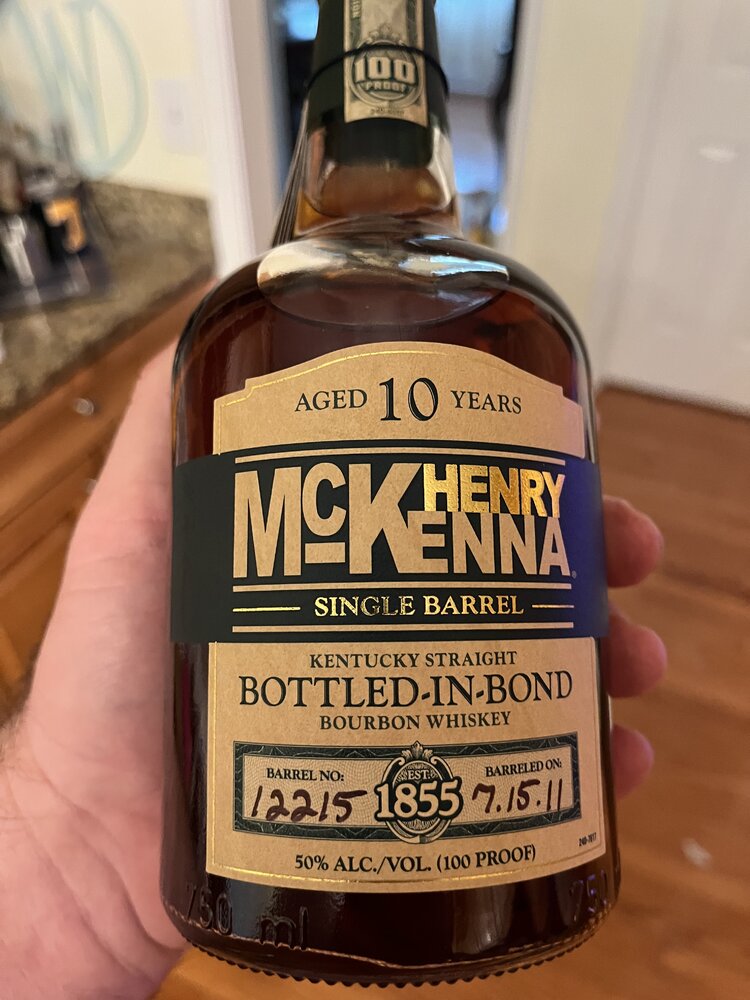 100
PROOF
AGED 10 YEARS
HENRY
McKENNA
SINGLE BARREL
KENTUCKY STRAIGHT
BOTTLED-IN-BOND
BOURBON WHISKEY
BARREL NO: 12215
EST.
1855
BARRELED ON: 7.15.11
50% ALC./VOL. (100 PROOF)
750 ml
750